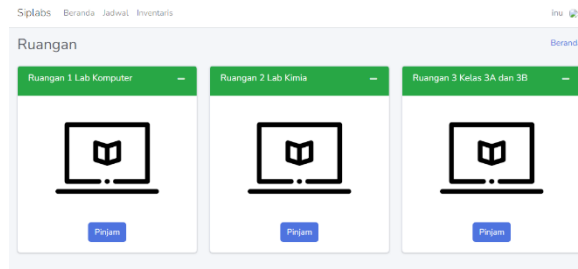 Siplabs Beranda Jadwal Inventaris inu
Ruangan
Beranda
Ruangan 1 Lab Komputer
Ruangan 2 Lab Kimia
Ruangan 3 Kelas 3A dan 3B
Pinjam
Pinjam
Pinjam